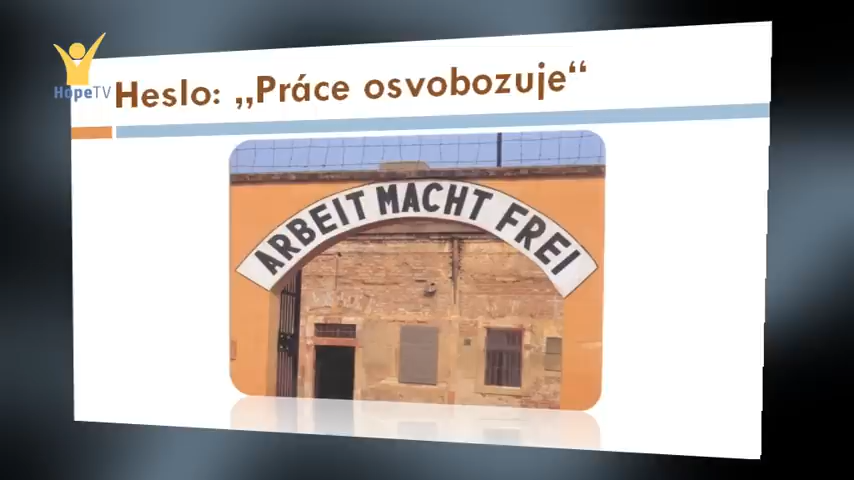 HopeTV
Heslo: „Práce osvobozuje“
ARBEIT MACHT FREI